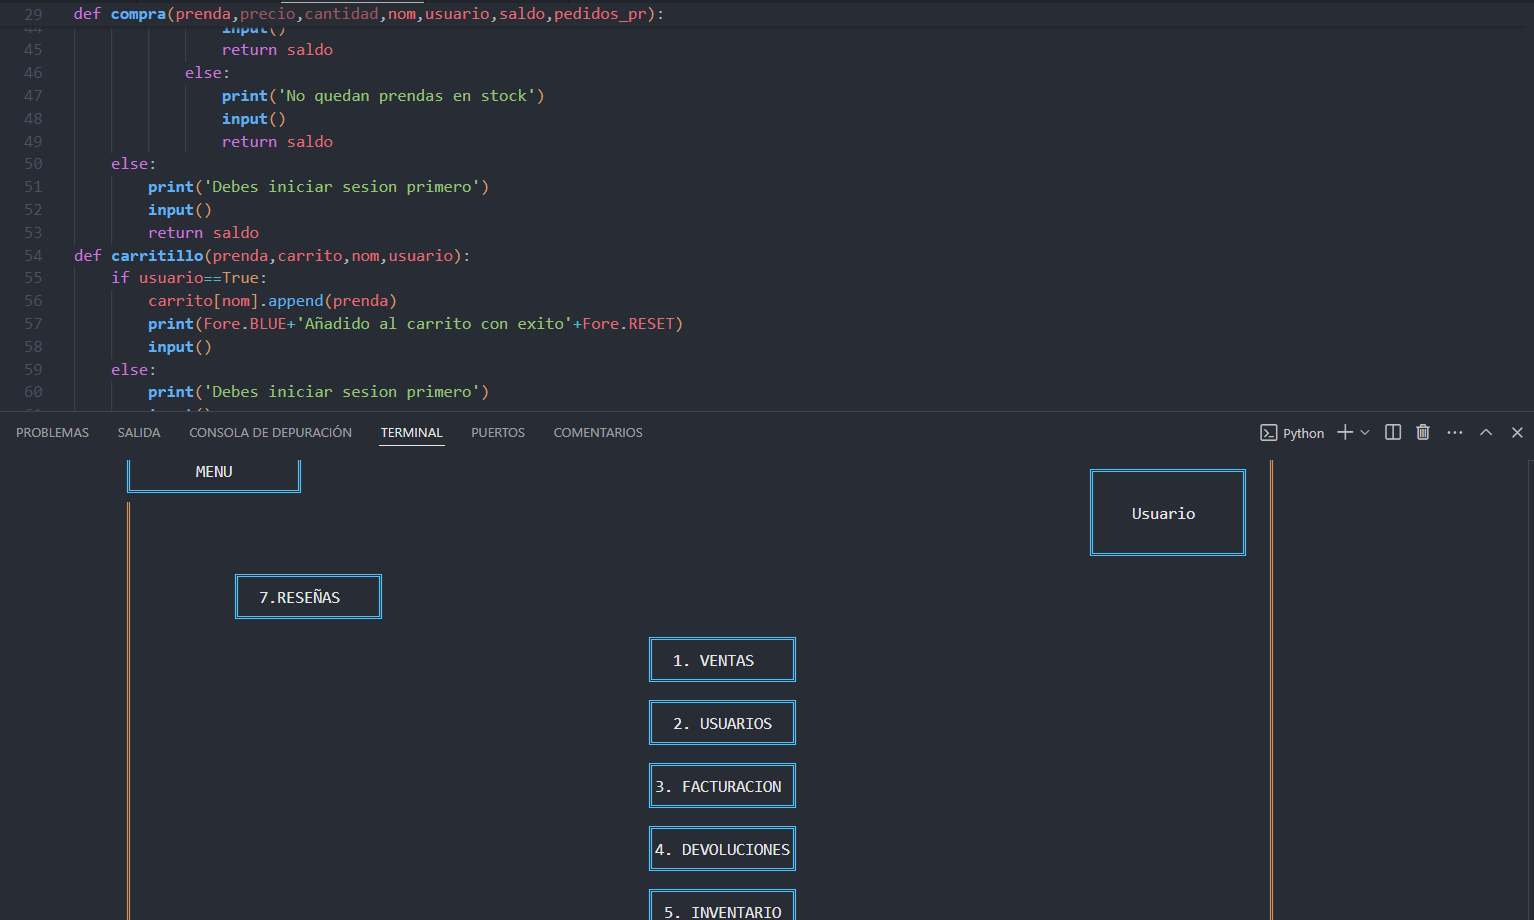 29 def compra(prenda,precio,cantidad,nom,usuario,saldo,pedidos_pr):
44 input()
45 return saldo
46 else:
47 print('No quedan prendas en stock')
48 input()
49 return saldo
50 else:
51 print('Debes iniciar sesion primero')
52 input()
53 return saldo
54 def carritillo(prenda,carrito,nom,usuario):
55 if usuario==True:
56 carrito[nom].append(prenda)
57 print(Fore.BLUE+'Añadido al carrito con exito'+Fore.RESET)
58 input()
59 else:
60 print('Debes iniciar sesion primero')
PROBLEMAS SALIDA CONSOLA DE DEPURACIÓN TERMINAL PUERTOS COMENTARIOS Python
MENU
Usuario
7.RESEÑAS
1. VENTAS
2. USUARIOS
3. FACTURACION
4. DEVOLUCIONES
5. INVENTARIO